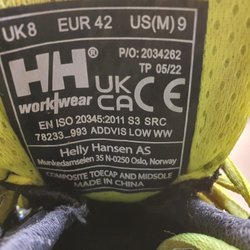 UK 8 EUR 42 US(M) 9
P/O: 2034262
TP 05/22
HH
workwear
UK
CA CE
EN ISO 20345:2011 S3 SRC
78233_993 ADDVIS LOW WW
Helly Hansen AS
Munkedamsveien 35 N-0250 Oslo, Norway
COMPOSITE TOECAP AND MIDSOLE
MADE IN CHINA